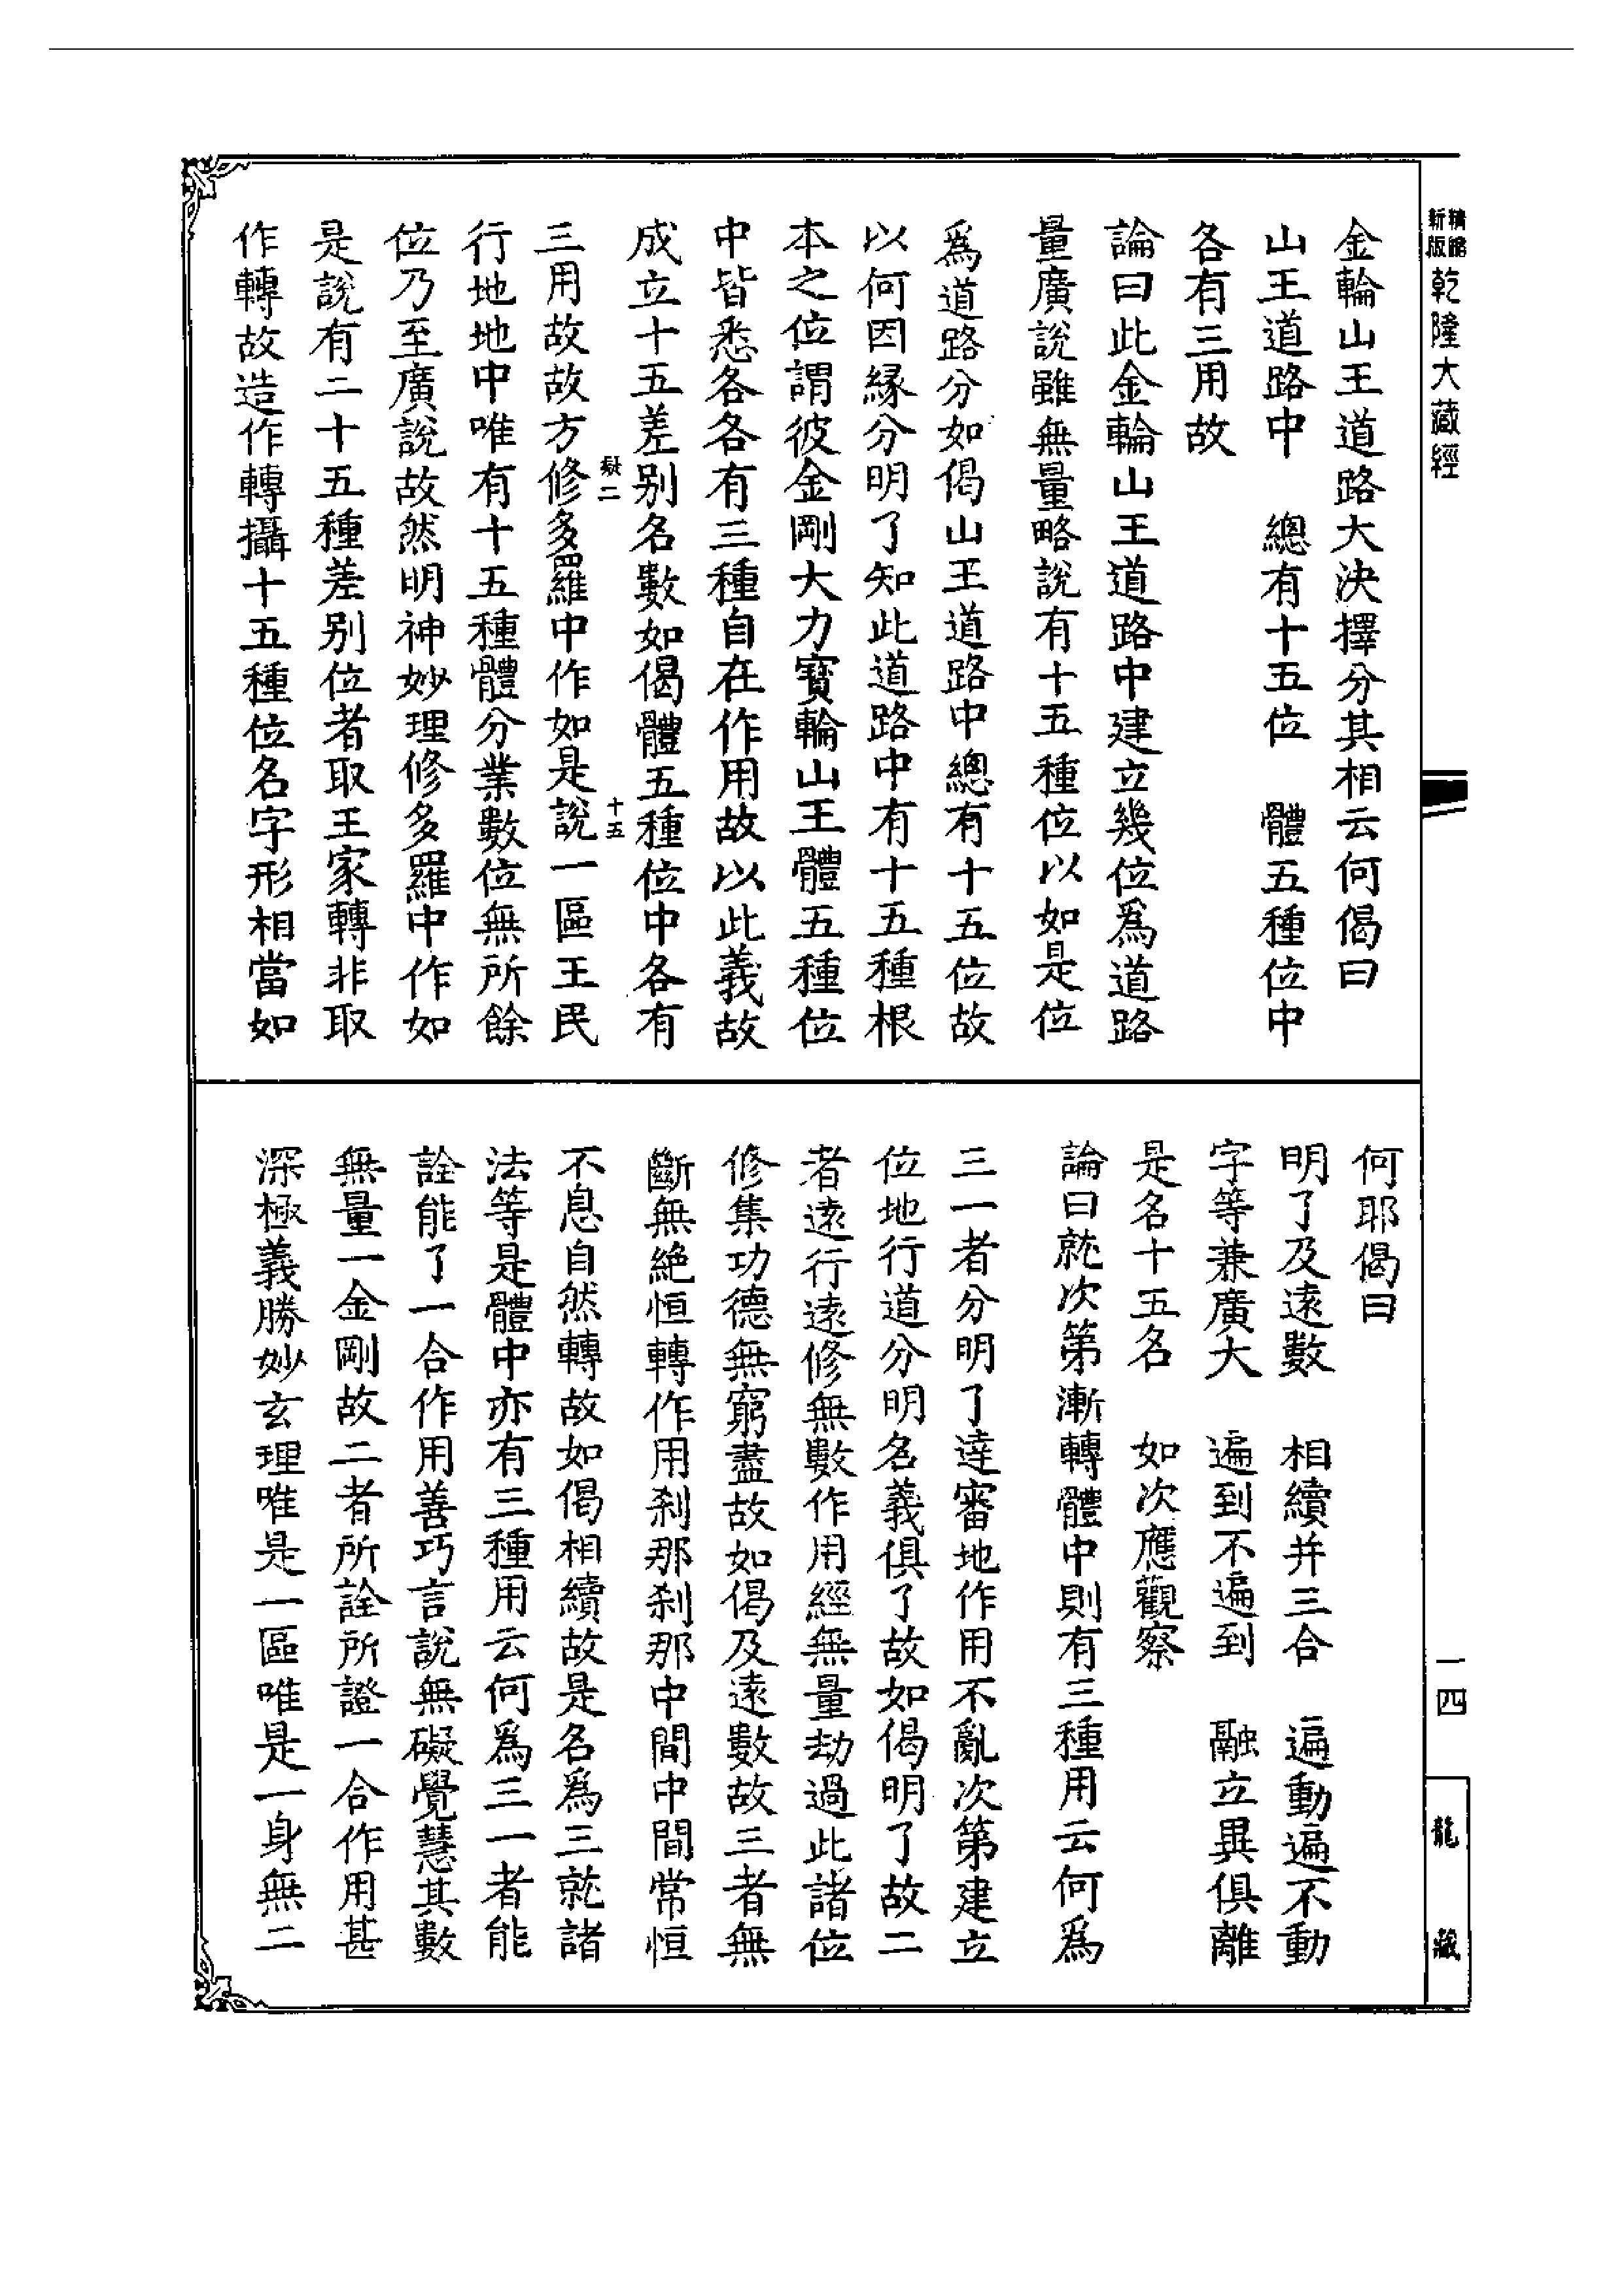 新版
精縮
乾隆大藏經
金輪山王道路大決擇分其相云何偈曰
山王道路中　總有十五位　體五種位中
各有三用故
論曰此金輪山王道路中建立幾位爲道路
量廣說雖無量略說有十五種位以如是位
爲道路分如偈山王道路中總有十五位故
以何因緣分明了知此道路中有十五種根
本之位謂彼金剛大力寶輪山王體五種位
中皆悉各各有三種自在作用故以此義故
成立十五差別名數如偈體五種位中各有
三用故故方修多羅中作如是說一區王民
行地地中唯有十五種體分業數位無所餘
位乃至廣說故然明神妙理修多羅中作如
是說有二十五種差別位者取王家轉非取
作轉故造作轉攝十五種位名字形相當如
十五
何耶偈曰
明了及遠數　相續并三合　遍動遍不動
字等兼廣大　遍到不遍到　融立異俱離
是名十五名　如次應觀察
論曰就次第漸轉體中則有三種用云何爲
三一者分明了達審地作用不亂次第建立
位地行道分明名義俱了故如偈明了故二
者遠行遠修無數作用經無量劫過此諸位
修集功德無窮盡故如偈及遠數故三者無
斷無絕恒轉作用刹那刹那中間中間常恒
不息自然轉故如偈相續故是名爲三就諸
法等是體中亦有三種用云何爲三一者能
詮能了一合作用善巧言說無礙覺慧其數
無量一金剛故二者所詮所證一合作用甚
深極義勝妙玄理唯是一區唯是一身無二
一四
龍藏